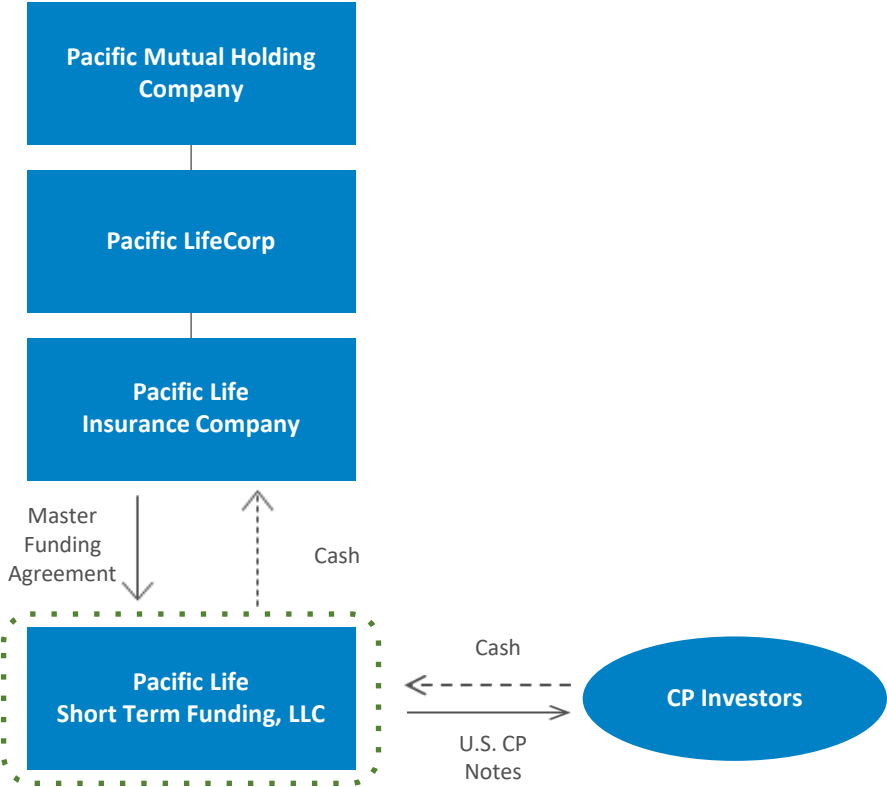 Pacific Mutual Holding
Company
Pacific LifeCorp
Pacific Life
Insurance Company
Master
Funding
Agreement
Cash
Pacific Life
Short Term Funding, LLC
Cash
U.S. CP
Notes
CP Investors